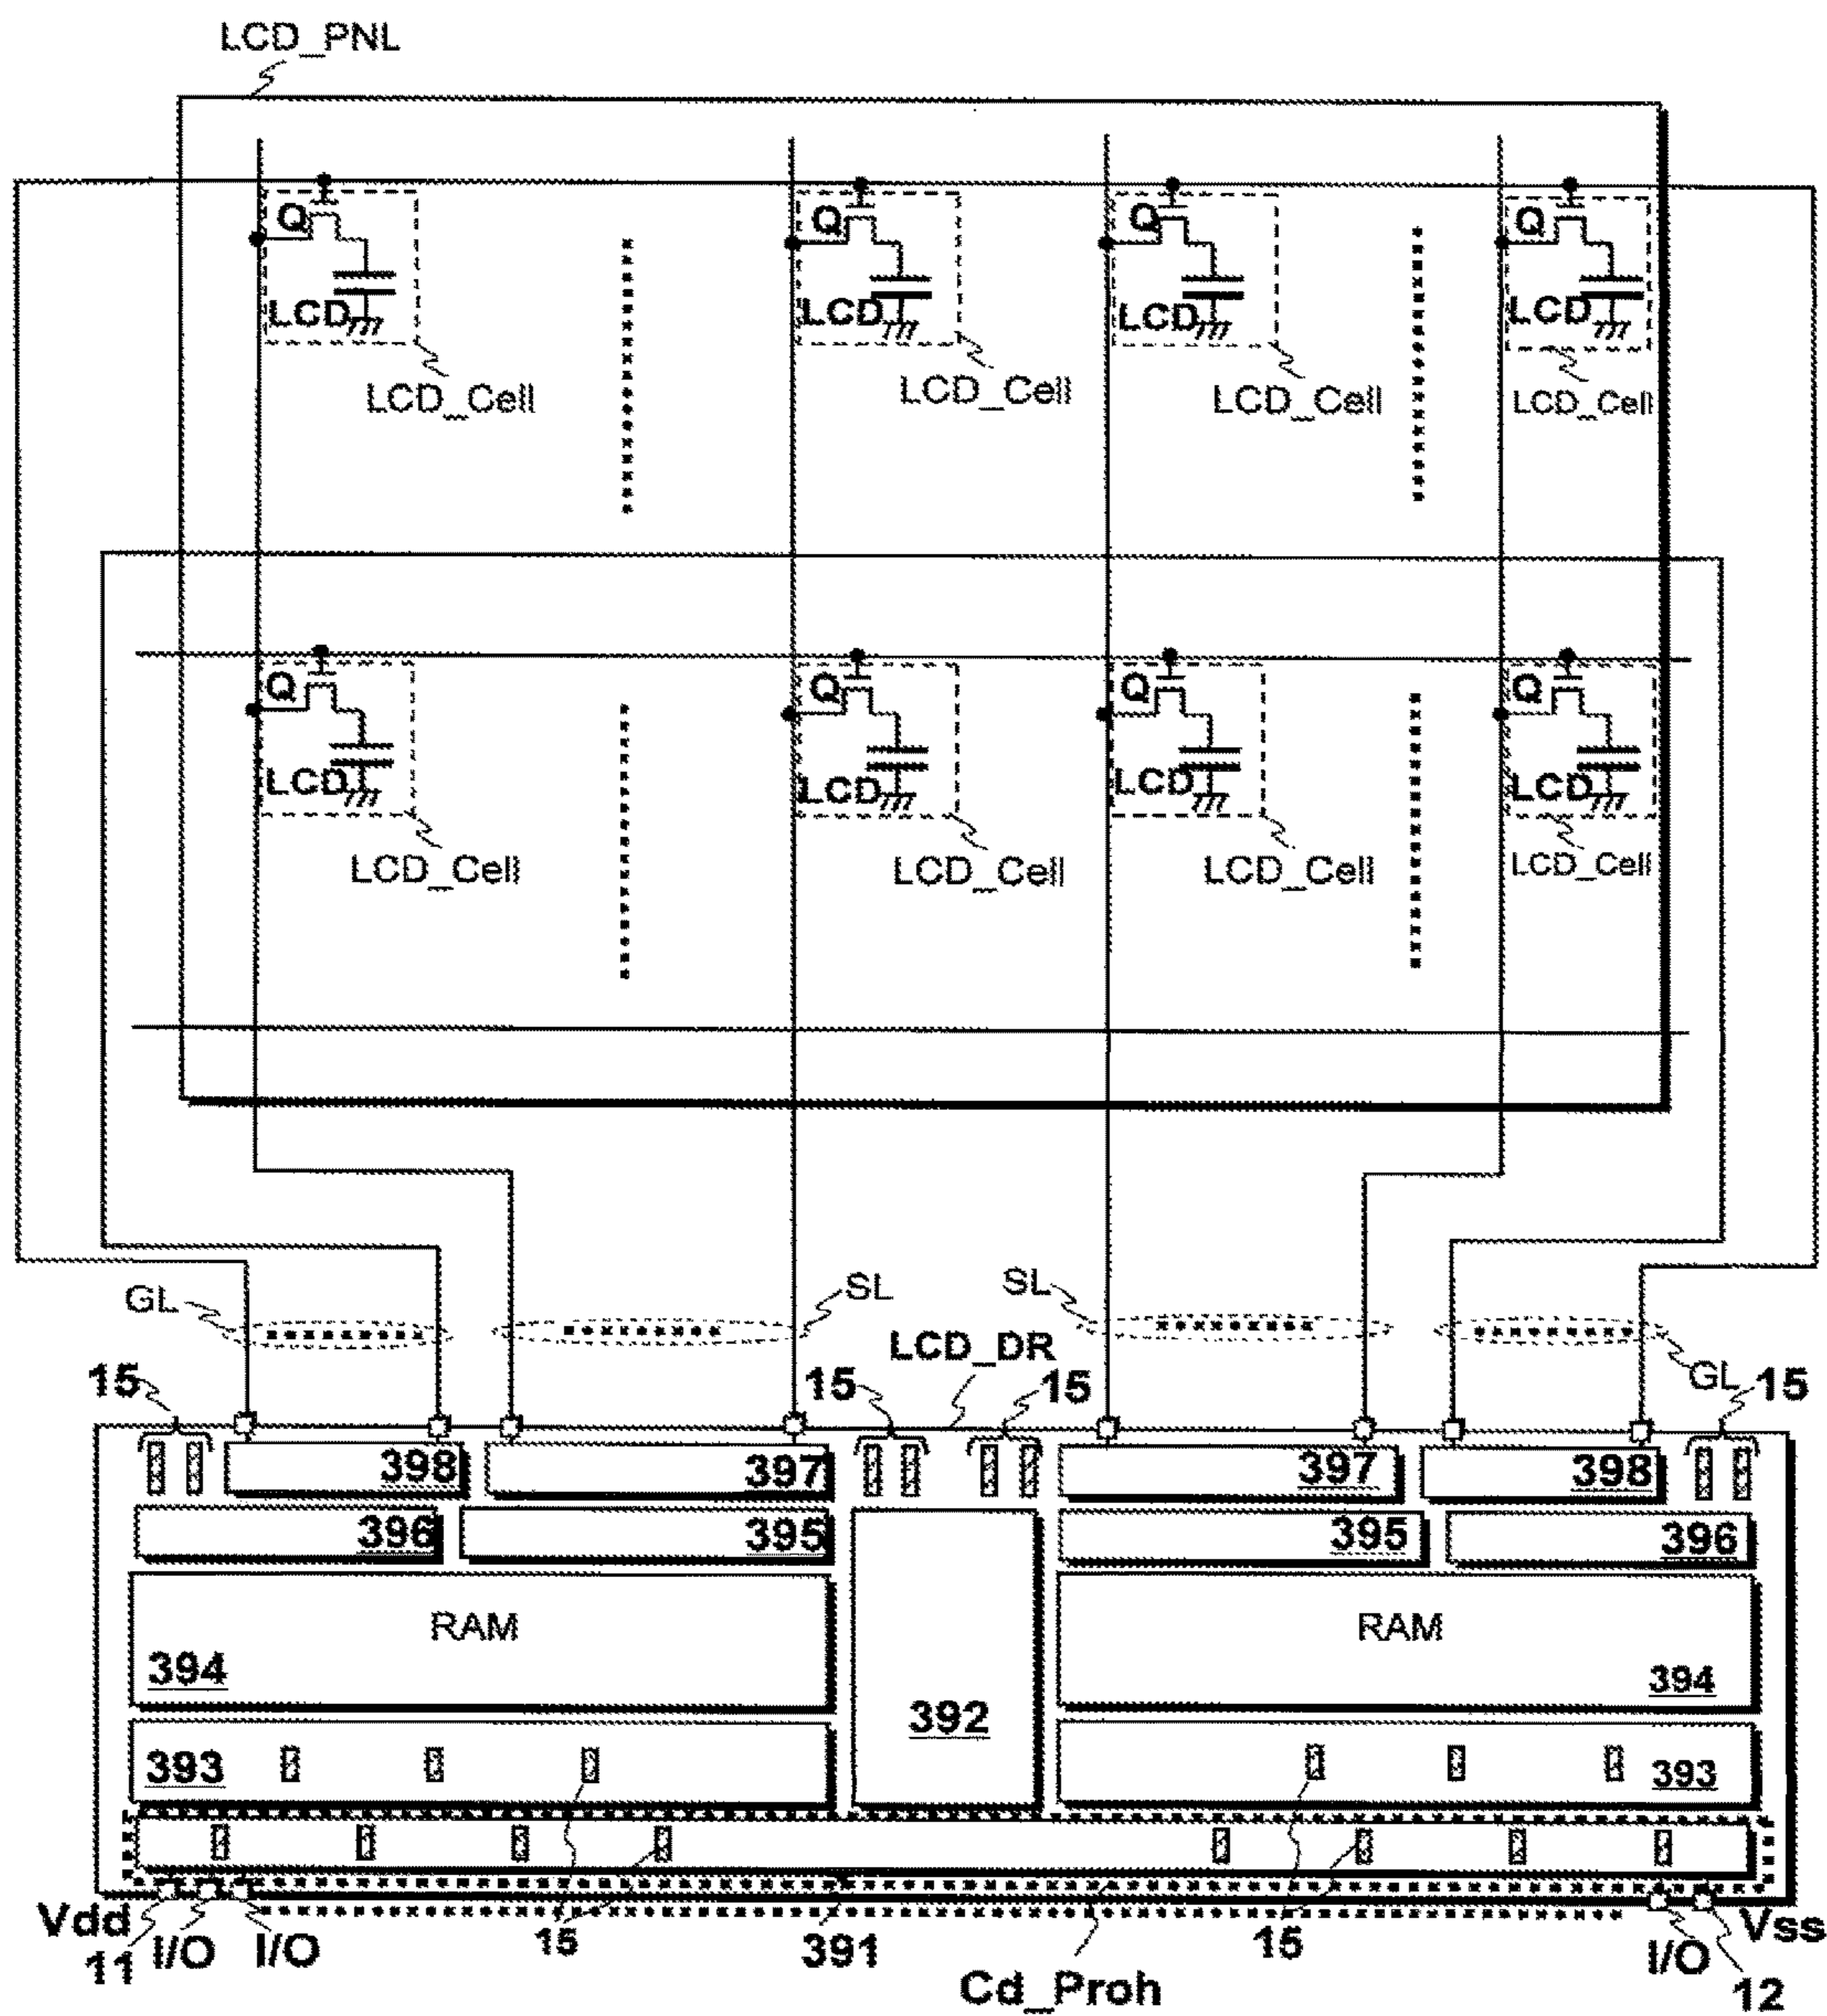 LCD_PNL
Q Q Q Q
LCD LCD LCD LCD
LCD_Cell LCD_Cell LCD_Cell LCD_Cell
Q Q Q Q
LCD LCD LCD LCD
LCD_Cell LCD_Cell LCD_Cell LCD_Cell
GL SL SL GL
LCD_DR
15 15 15 15
398 397 397 398
396 395 395 396
RAM RAM
394 392 394
393 393
Vdd 11 I/O I/O 15 391 Cd_Proh 15 I/O 12 Vss